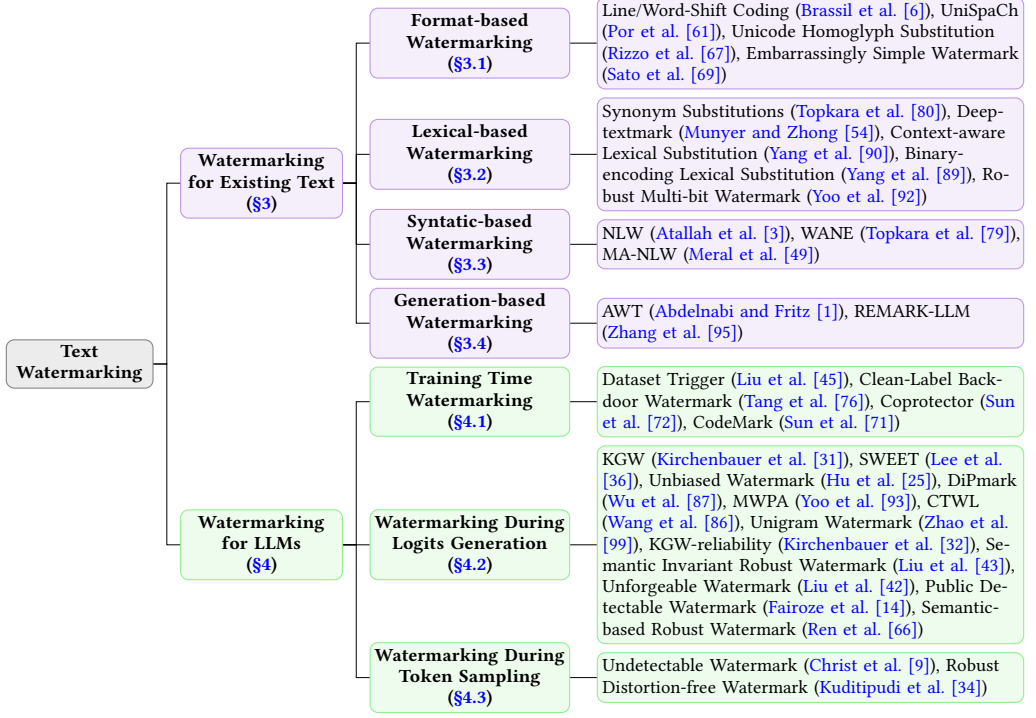 Text
Watermarking
Watermarking
for Existing Text
(§3)
Format-based
Watermarking
(§3.1)
Line/Word-Shift Coding (Brassil et al. [6]), UniSpaCh
(Por et al. [61]), Unicode Homoglyph Substitution
(Rizzo et al. [67]), Embarrassingly Simple Watermark
(Sato et al. [69])
Lexical-based
Watermarking
(§3.2)
Synonym Substitutions (Topkara et al. [80]), Deep-
textmark (Munyer and Zhong [54]), Context-aware
Lexical Substitution (Yang et al. [90]), Binary-
encoding Lexical Substitution (Yang et al. [89]), Ro-
bust Multi-bit Watermark (Yoo et al. [92])
Syntatic-based
Watermarking
(§3.3)
NLW (Atallah et al. [3]), WANE (Topkara et al. [79]),
MA-NLW (Meral et al. [49])
Generation-based
Watermarking
(§3.4)
AWT (Abdelnabi and Fritz [1]), REMARK-LLM
(Zhang et al. [95])
Watermarking
for LLMs
(§4)
Training Time
Watermarking
(§4.1)
Dataset Trigger (Liu et al. [45]), Clean-Label Back-
door Watermark (Tang et al. [76]), Coprotector (Sun
et al. [72]), CodeMark (Sun et al. [71])
Watermarking During
Logits Generation
(§4.2)
KGW (Kirchenbauer et al. [31]), SWEET (Lee et al.
[36]), Unbiased Watermark (Hu et al. [25]), DiPmark
(Wu et al. [87]), MWPA (Yoo et al. [93]), CTWL
(Wang et al. [86]), Unigram Watermark (Zhao et al.
[99]), KGW-reliability (Kirchenbauer et al. [32]), Se-
mantic Invariant Robust Watermark (Liu et al. [43]),
Unforgeable Watermark (Liu et al. [42]), Public De-
tectable Watermark (Fairoze et al. [14]), Semantic-
based Robust Watermark (Ren et al. [66])
Watermarking During
Token Sampling
(§4.3)
Undetectable Watermark (Christ et al. [9]), Robust
Distortion-free Watermark (Kuditipudi et al. [34])